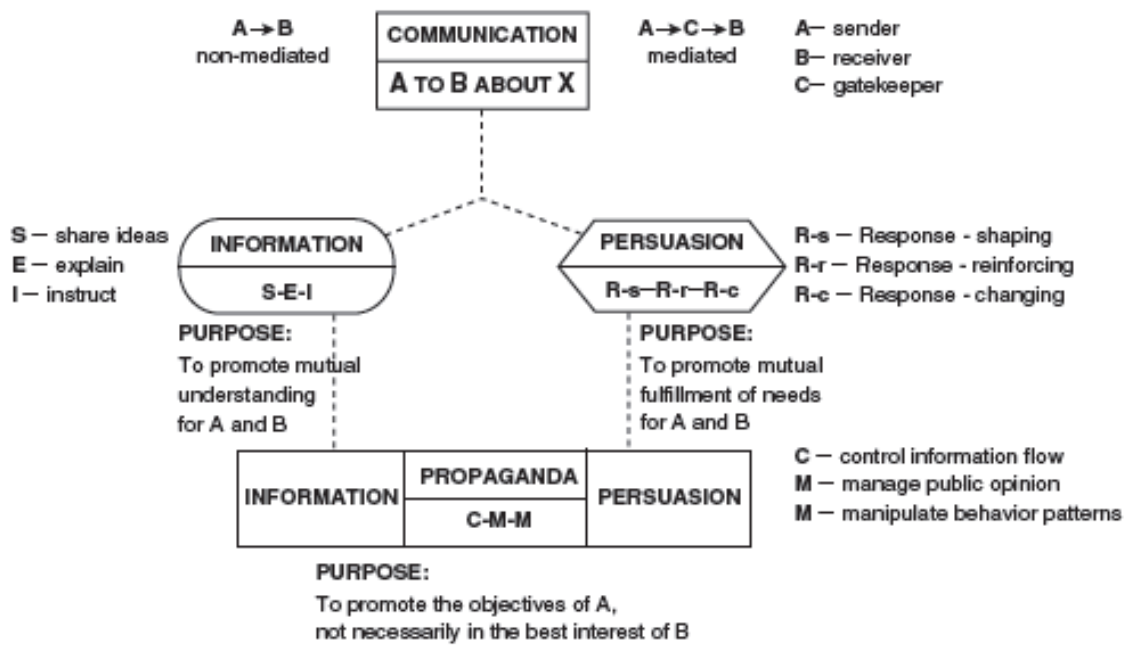 A→B
non-mediated
COMMUNICATION
A TO B ABOUT X
A→C→B
mediated
A— sender
B— receiver
C— gatekeeper
S — share ideas
E — explain
I — instruct
INFORMATION
S-E-I
PERSUASION
R-s—R-r—R-c
R-s — Response - shaping
R-r — Response - reinforcing
R-c — Response - changing
PURPOSE:
To promote mutual
understanding
for A and B
PURPOSE:
To promote mutual
fulfillment of needs
for A and B
INFORMATION
PROPAGANDA
C-M-M
PERSUASION
C — control information flow
M — manage public opinion
M — manipulate behavior patterns
PURPOSE:
To promote the objectives of A,
not necessarily in the best interest of B